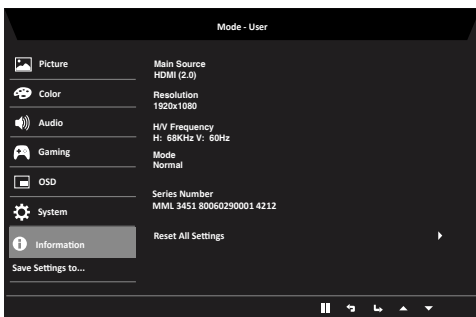 Mode - User
Picture
Color
Audio
Gaming
OSD
System
Information
Save Settings to...
Main Source
HDMI (2.0)
Resolution
1920x1080
H/V Frequency
H: 68KHz V: 60Hz
Mode
Normal
Series Number
MML 3451 80060290001 4212
Reset All Settings